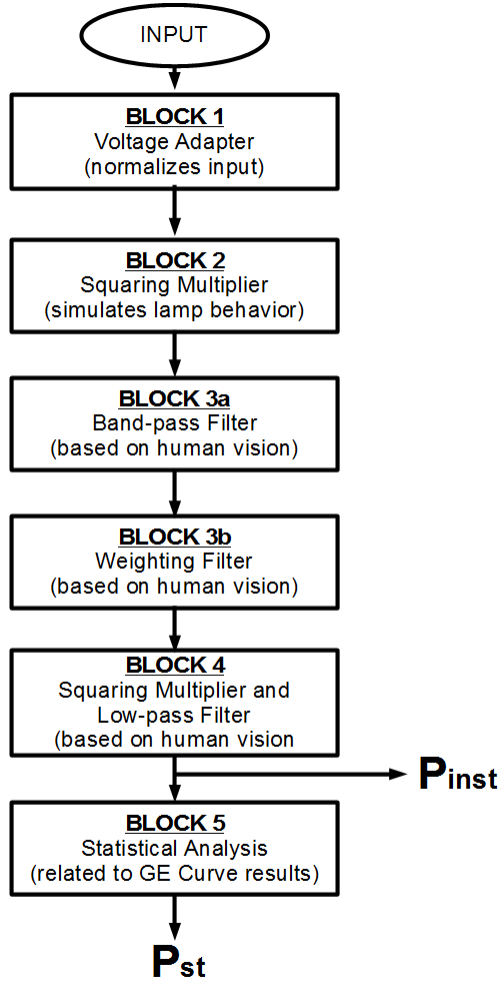 INPUT
BLOCK 1
Voltage Adapter
(normalizes input)
BLOCK 2
Squaring Multiplier
(simulates lamp behavior)
BLOCK 3a
Band-pass Filter
(based on human vision)
BLOCK 3b
Weighting Filter
(based on human vision)
BLOCK 4
Squaring Multiplier and
Low-pass Filter
(based on human vision
Pinst
BLOCK 5
Statistical Analysis
(related to GE Curve results)
Pst